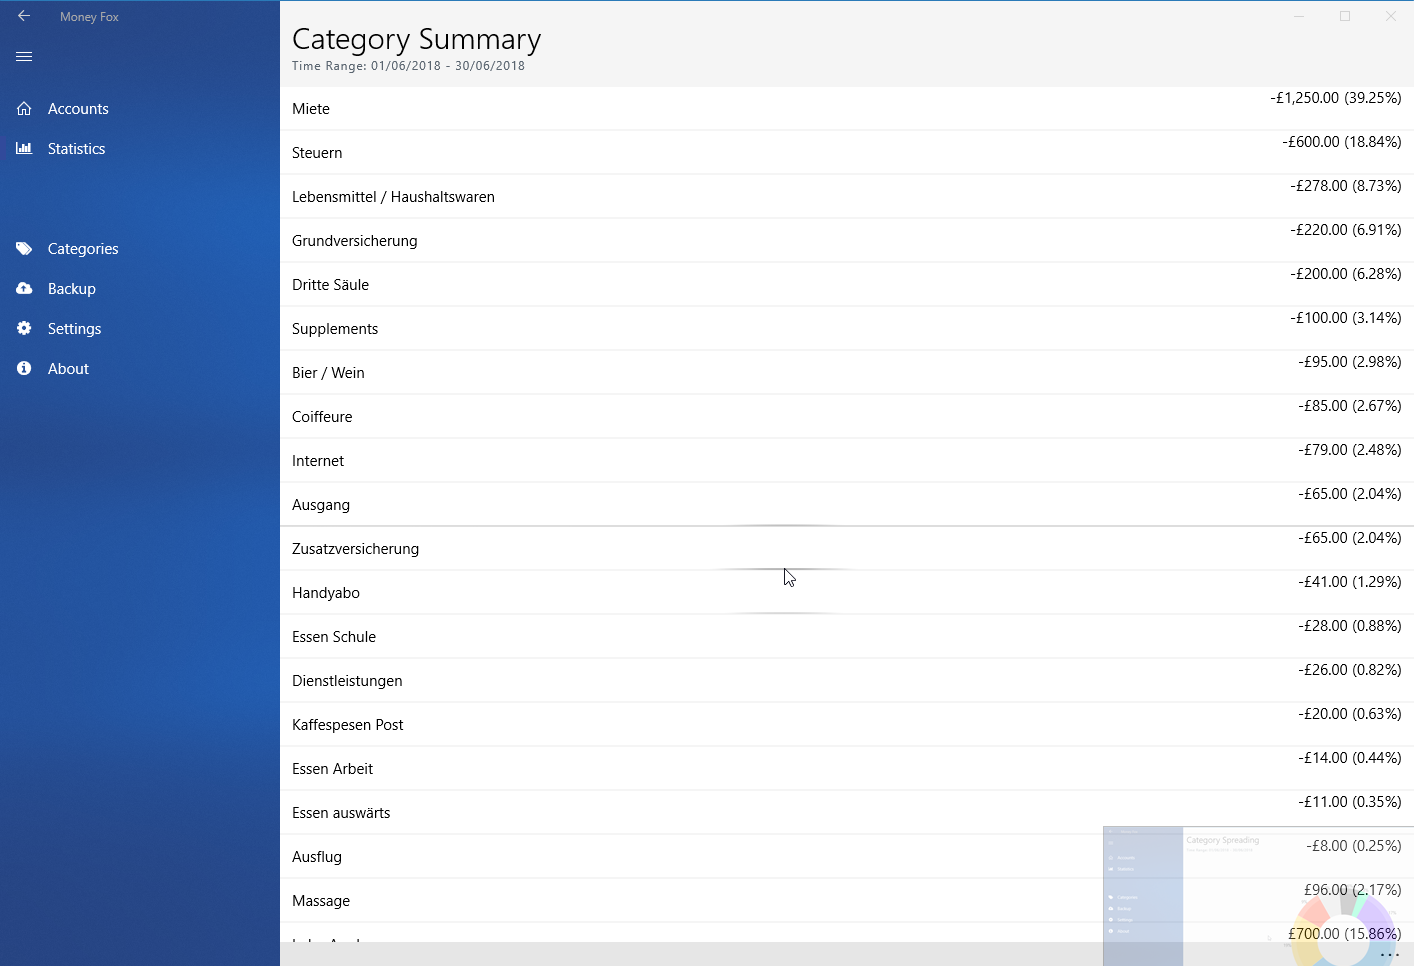 Money Fox
Accounts
Statistics
Categories
Backup
Settings
About
Category Summary
Time Range: 01/06/2018 - 30/06/2018
Miete -£1,250.00 (39.25%)
Steuern -£600.00 (18.84%)
Lebensmittel / Haushaltswaren -£278.00 (8.73%)
Grundversicherung -£220.00 (6.91%)
Dritte Säule -£200.00 (6.28%)
Supplements -£100.00 (3.14%)
Bier / Wein -£95.00 (2.98%)
Coiffeure -£85.00 (2.67%)
Internet -£79.00 (2.48%)
Ausgang -£65.00 (2.04%)
Zusatzversicherung -£65.00 (2.04%)
Handyabo -£41.00 (1.29%)
Essen Schule -£28.00 (0.88%)
Dienstleistungen -£26.00 (0.82%)
Kaffespesen Post -£20.00 (0.63%)
Essen Arbeit -£14.00 (0.44%)
Essen auswärts -£11.00 (0.35%)
Ausflug -£8.00 (0.25%)
Massage £96.00 (2.17%)
£700.00 (15.86%)
Category Spreading